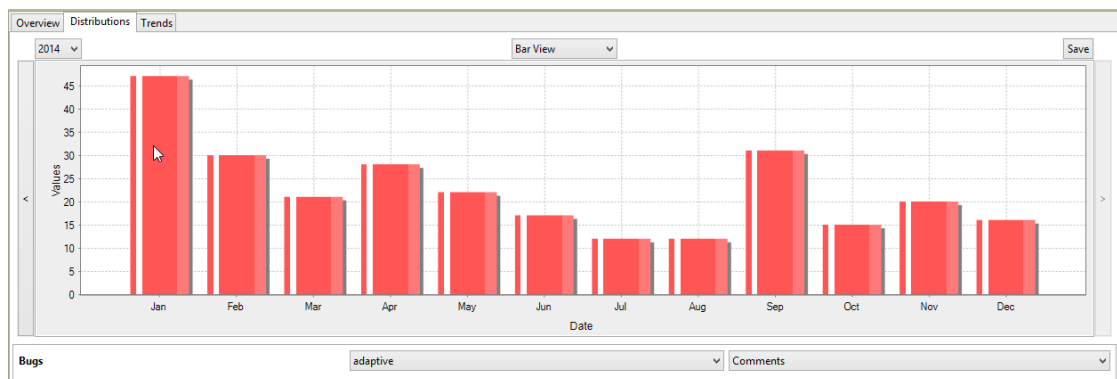 Overview Distributions Trends
2014 Bar View Save
45
40
35
30
25
20
15
10
5
0
Values
< >
Jan Feb Mar Apr May Jun Jul Aug Sep Oct Nov Dec
Date
Bugs adaptive Comments